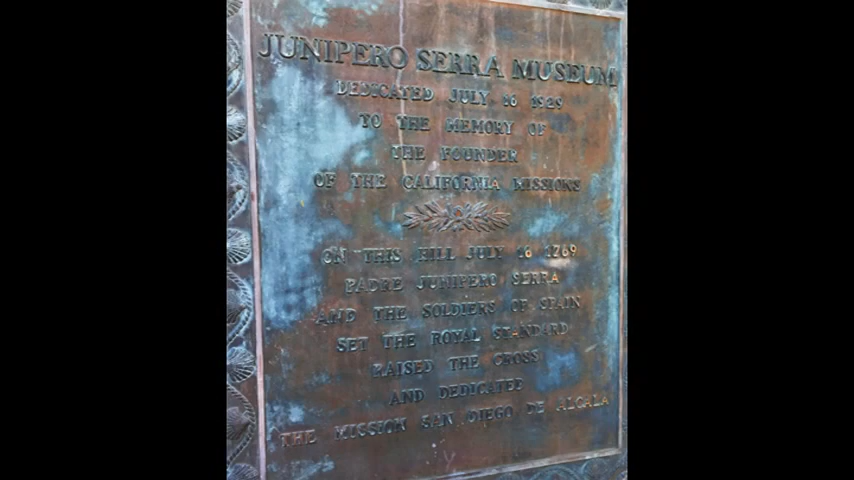 JUNIPERO SERRA MUSEUM
DEDICATED JULY 16 1929
TO THE MEMORY OF
THE FOUNDER
OF THE CALIFORNIA MISSIONS
ON THIS HILL JULY 16 1769
PADRE JUNIPERO SERRA
AND THE SOLDIERS OF SPAIN
SET THE ROYAL STANDARD
RAISED THE CROSS
AND DEDICATED
THE MISSION SAN DIEGO DE ALCALA